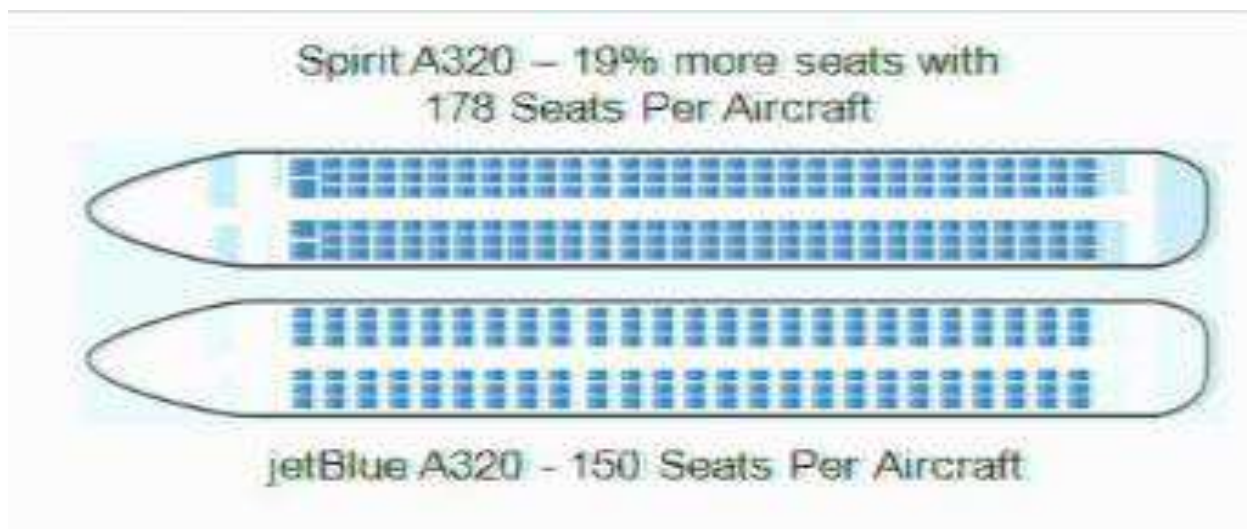 Spirit A320 – 19% more seats with
178 Seats Per Aircraft
jetBlue A320 - 150 Seats Per Aircraft